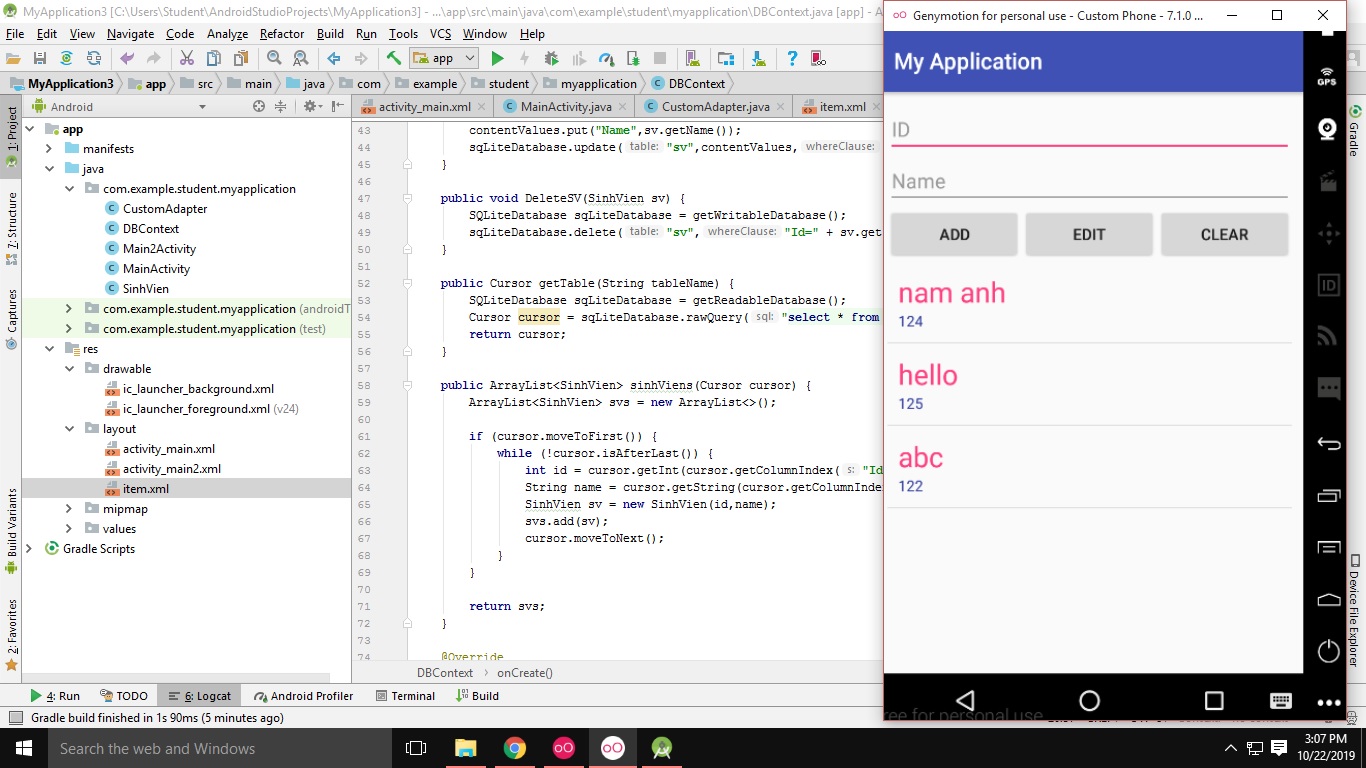 MyApplication3 [C:\Users\Student\AndroidStudioProjects\MyApplication3] - ...\app\src\main\java\com\example\student\myapplication\DBContext.java [app] - A
File Edit View Navigate Code Analyze Refactor Build Run Tools VCS Window Help
app
MyApplication3 app src main java com example student myapplication DBContext
Android
activity_main.xml MainActivity.java CustomAdapter.java item.xml
1: Project
Z: Structure
Captures
Build Variants
2: Favorites
app
manifests
java
com.example.student.myapplication
CustomAdapter
DBContext
Main2Activity
MainActivity
SinhVien
com.example.student.myapplication (androidT
com.example.student.myapplication (test)
res
drawable
ic_launcher_background.xml
ic_launcher_foreground.xml (v24)
layout
activity_main.xml
activity_main2.xml
item.xml
mipmap
values
Gradle Scripts
43 contentValues.put("Name",sv.getName());
44 sqLiteDatabase.update( table: "sv",contentValues, whereClause:
45 }
46
47 public void DeleteSV(SinhVien sv) {
48 SQLiteDatabase sqLiteDatabase = getWritableDatabase();
49 sqLiteDatabase.delete( table: "sv", whereClause: "Id=" + sv.get
50 }
51
52 public Cursor getTable(String tableName) {
53 SQLiteDatabase sqLiteDatabase = getReadableDatabase();
54 Cursor cursor = sqLiteDatabase.rawQuery( sql: "select * from
55 return cursor;
56 }
57
58 public ArrayList<SinhVien> sinhViens(Cursor cursor) {
59 ArrayList<SinhVien> svs = new ArrayList<>();
60
61 if (cursor.moveToFirst()) {
62 while (!cursor.isAfterLast()) {
63 int id = cursor.getInt(cursor.getColumnIndex( s: "Id
64 String name = cursor.getString(cursor.getColumnInde
65 SinhVien sv = new SinhVien(id,name);
66 svs.add(sv);
67 cursor.moveToNext();
68 }
69 }
70
71 return svs;
72 }
73
74 @Override
DBContext onCreate()
4: Run TODO 6: Logcat Android Profiler Terminal Build
Gradle build finished in 1s 90ms (5 minutes ago)
Genymotion for personal use - Custom Phone - 7.1.0 ...
My Application
ID
Name
ADD EDIT CLEAR
nam anh
124
hello
125
abc
122
free for personal use
GPS
ID
Gradle
Device File Explorer
Search the web and Windows
3:07 PM
10/22/2019